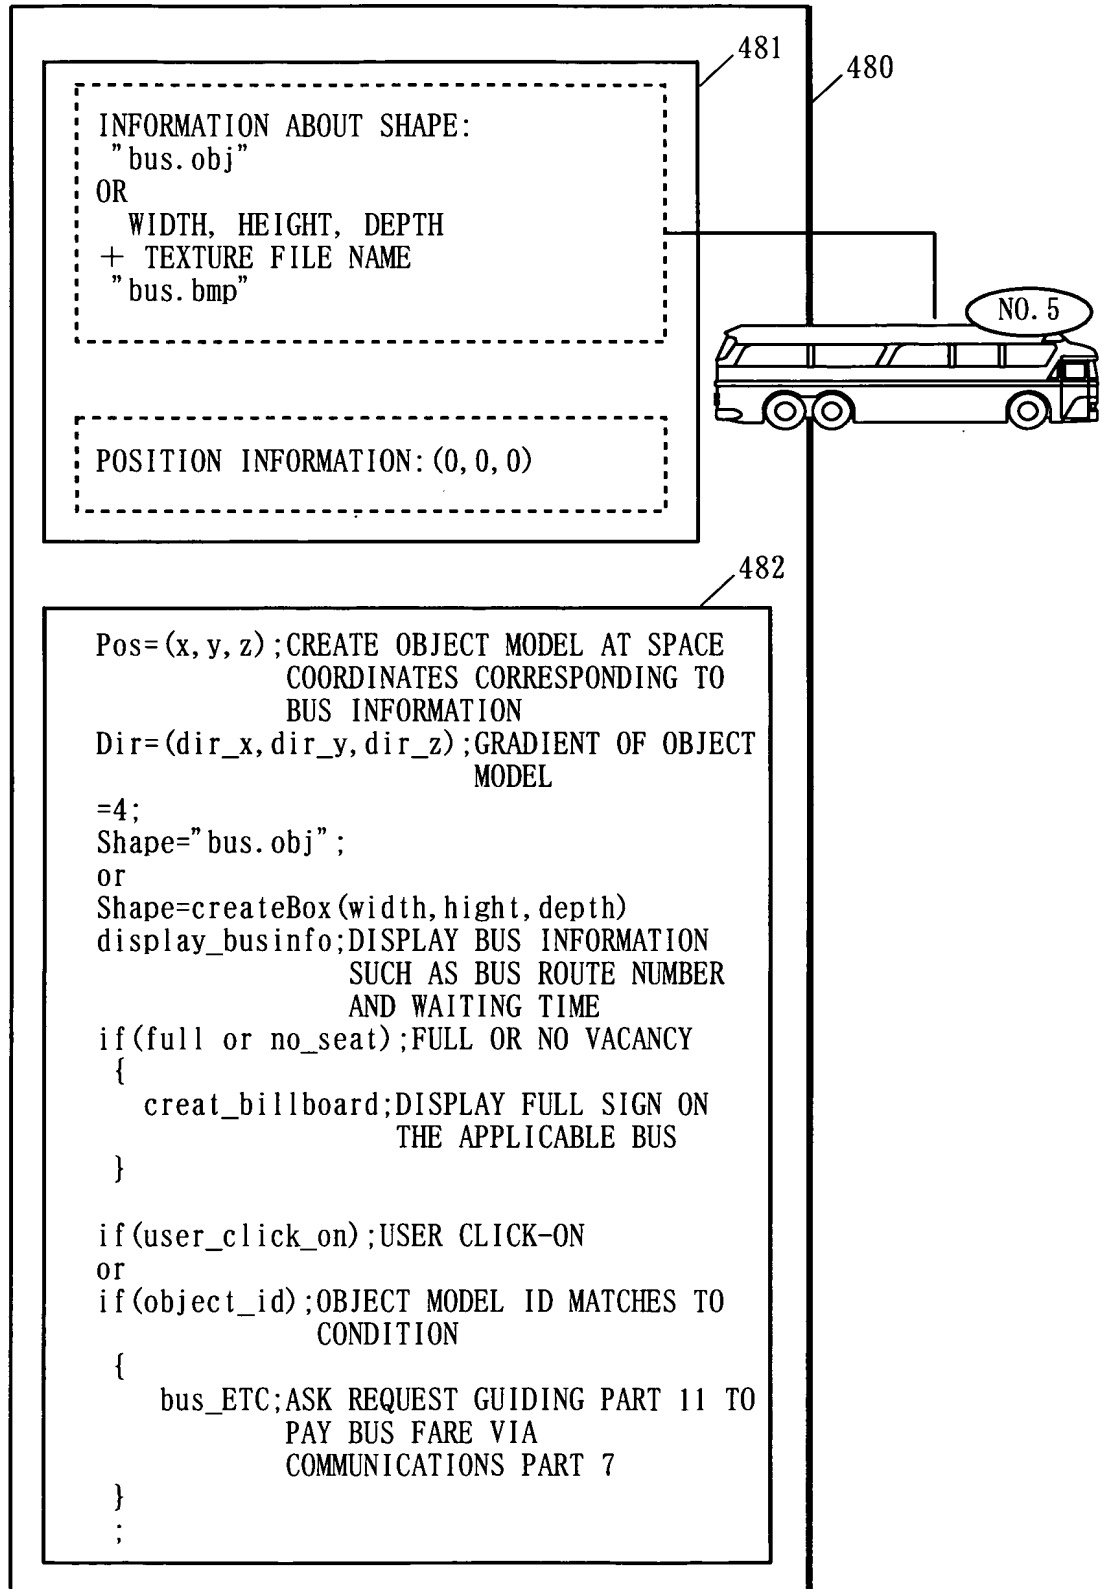 481
480
INFORMATION ABOUT SHAPE:
"bus.obj"
OR
WIDTH, HEIGHT, DEPTH
+ TEXTURE FILE NAME
"bus.bmp"
NO. 5
POSITION INFORMATION:(0,0,0)
482
Pos=(x,y,z);CREATE OBJECT MODEL AT SPACE
COORDINATES CORRESPONDING TO
BUS INFORMATION
Dir=(dir_x,dir_y,dir_z);GRADIENT OF OBJECT
MODEL
=4;
Shape="bus.obj";
or
Shape=createBox(width,hight,depth)
display_businfo;DISPLAY BUS INFORMATION
SUCH AS BUS ROUTE NUMBER
AND WAITING TIME
if(full or no_seat);FULL OR NO VACANCY
{
creat_billboard;DISPLAY FULL SIGN ON
THE APPLICABLE BUS
}
if(user_click_on);USER CLICK-ON
or
if(object_id);OBJECT MODEL ID MATCHES TO
CONDITION
{
bus_ETC;ASK REQUEST GUIDING PART 11 TO
PAY BUS FARE VIA
COMMUNICATIONS PART 7
}
;